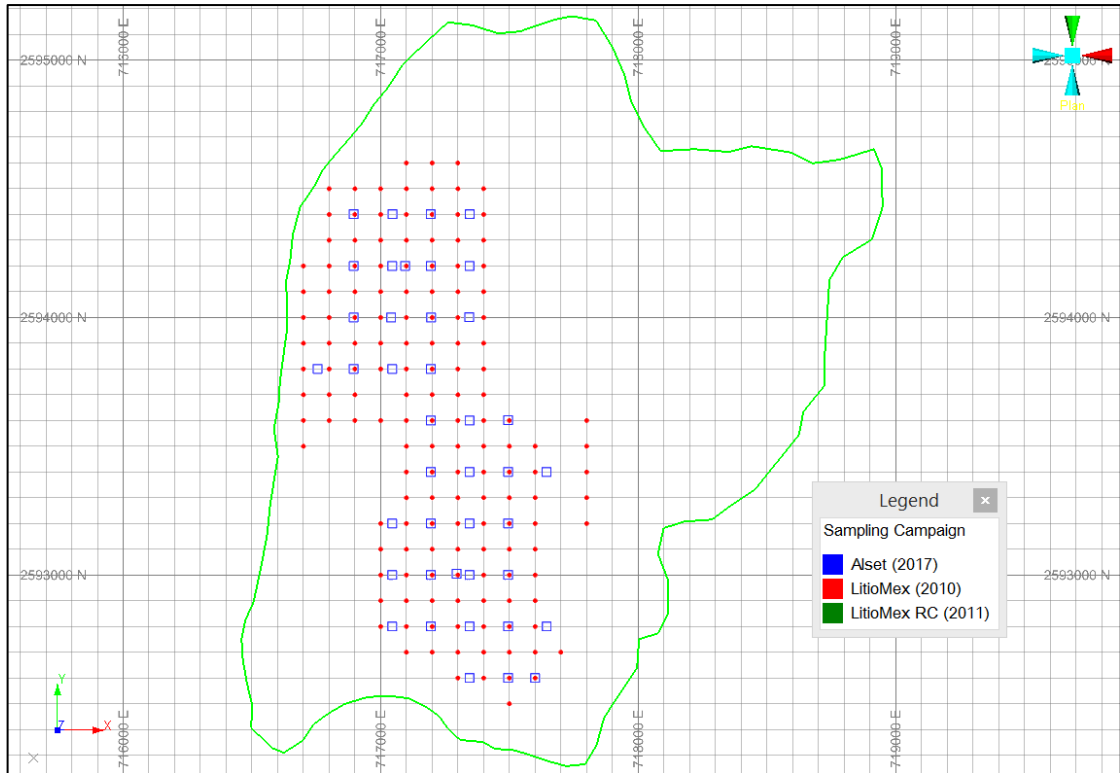 716000 E
717000 E
718000 E
719000 E
2595000 N
Plan
2594000 N
2594000 N
Legend
Sampling Campaign
Alset (2017)
LitioMex (2010)
LitioMex RC (2011)
2593000 N
2593000 N
Y
Z
X
716000 E
717000 E
718000 E
719000 E